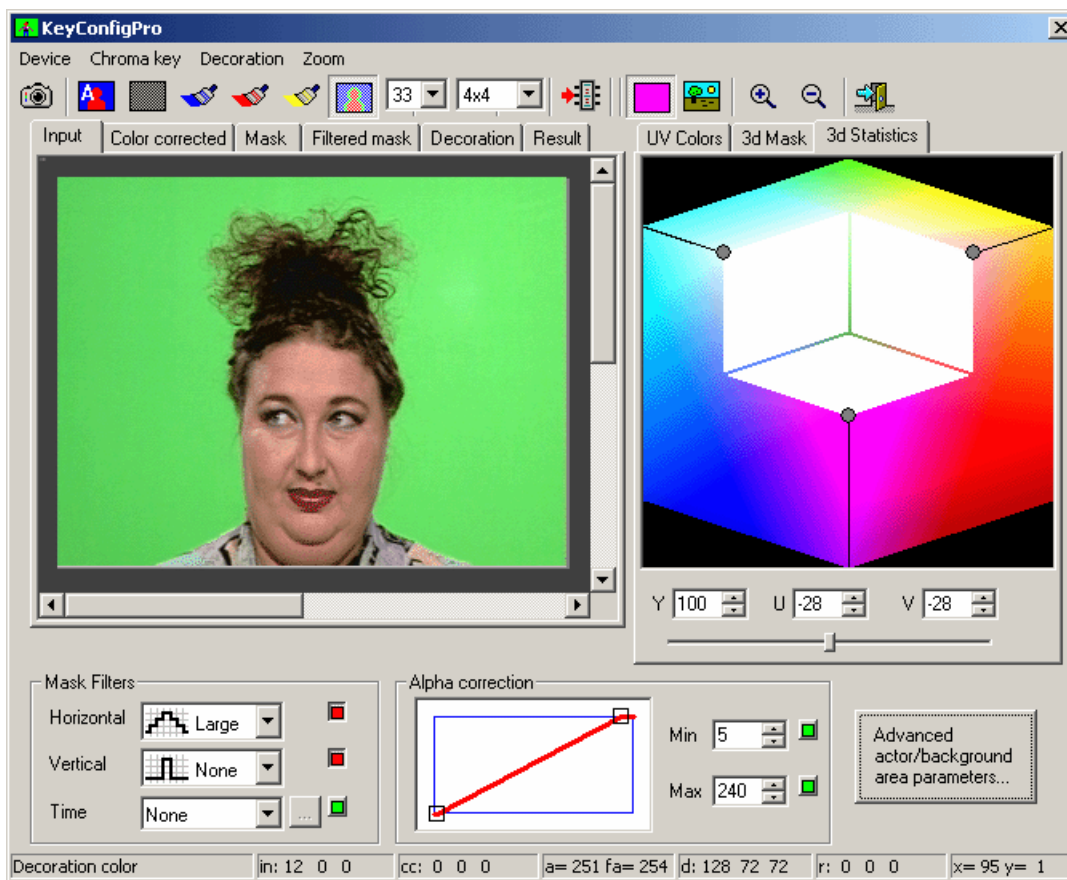 KeyConfigPro
Device Chroma key Decoration Zoom
A 33 4x4
Input Color corrected Mask Filtered mask Decoration Result
UV Colors 3d Mask 3d Statistics
Y 100 U -28 V -28
Mask Filters
Horizontal Large
Vertical None
Time None ...
Alpha correction
Min 5
Max 240
Advanced
actor/background
area parameters...
Decoration color in: 12 0 0 cc: 0 0 0 a= 251 fa= 254 d: 128 72 72 r: 0 0 0 x= 95 y= 1